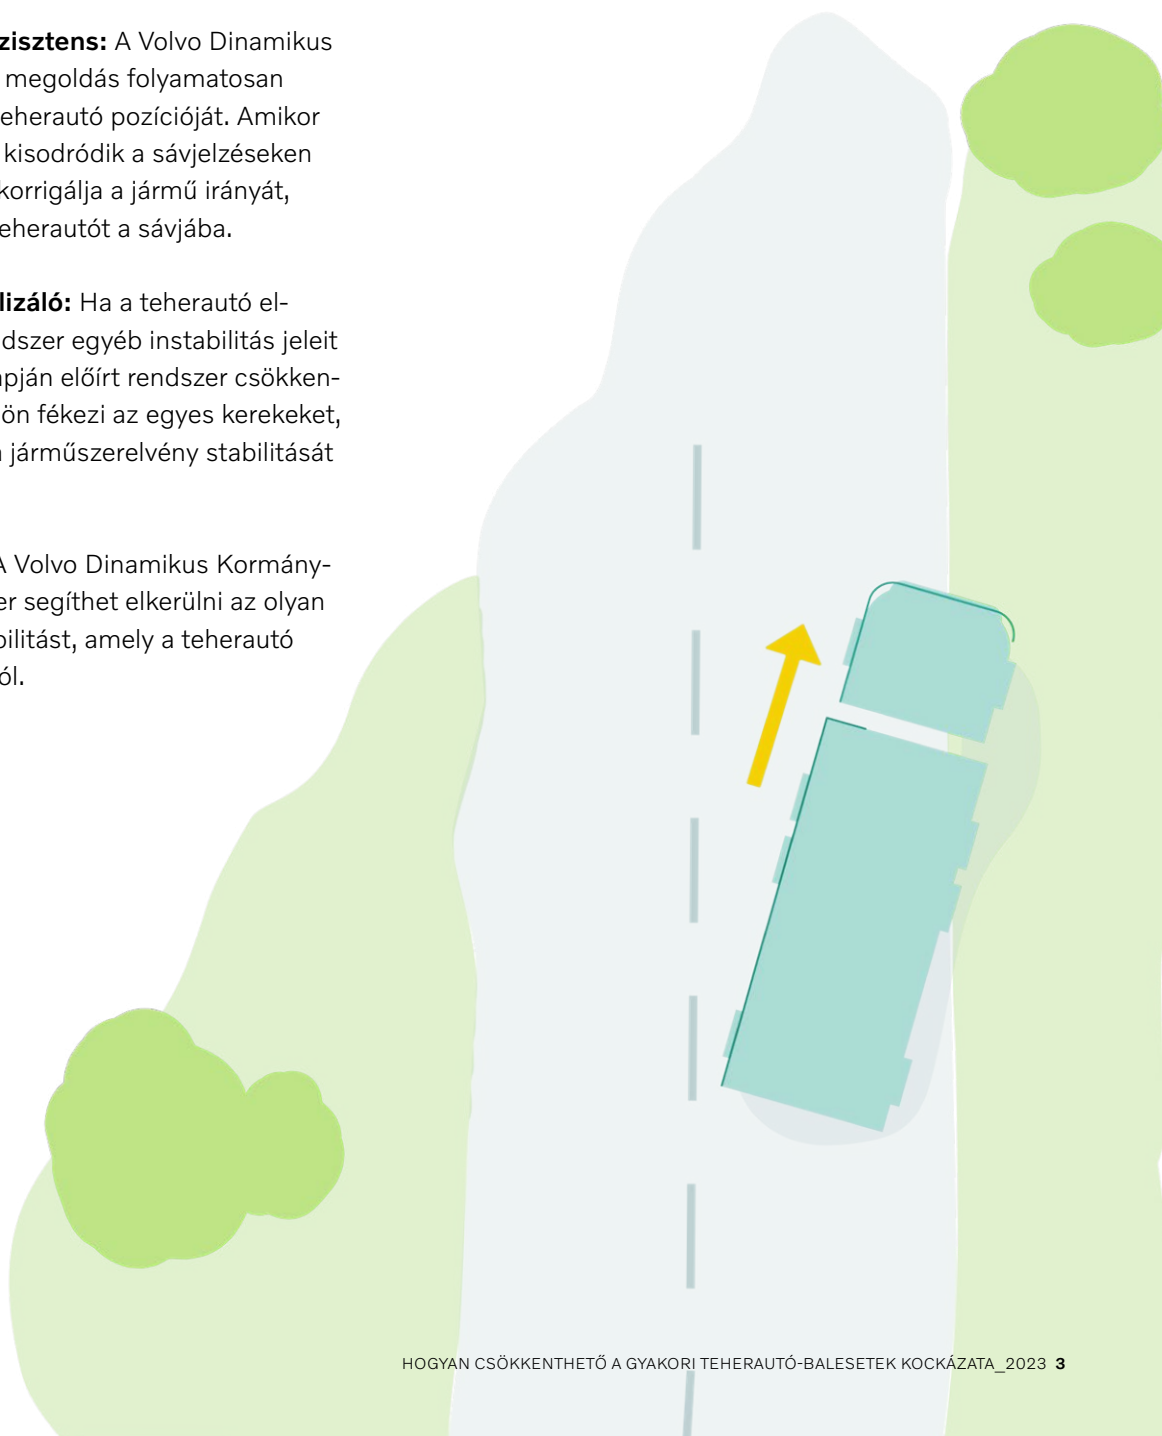 zisztens: A Volvo Dinamikus
megoldás folyamatosan
eherautó pozícióját. Amikor
kisodródik a sávjelzéseken
korrigálja a jármű irányát,
eherautót a sávjába.
lizáló: Ha a teherautó el-
dszer egyéb instabilitás jeleit
pján előírt rendszer csökken-
ön fékezi az egyes kerekeket,
járműszerelvény stabilitását
A Volvo Dinamikus Kormány-
er segíthet elkerülni az olyan
bilitást, amely a teherautó
ól.
HOGYAN CSÖKKENTHETŐ A GYAKORI TEHERAUTÓ-BALESETEK KOCKÁZATA_2023 3